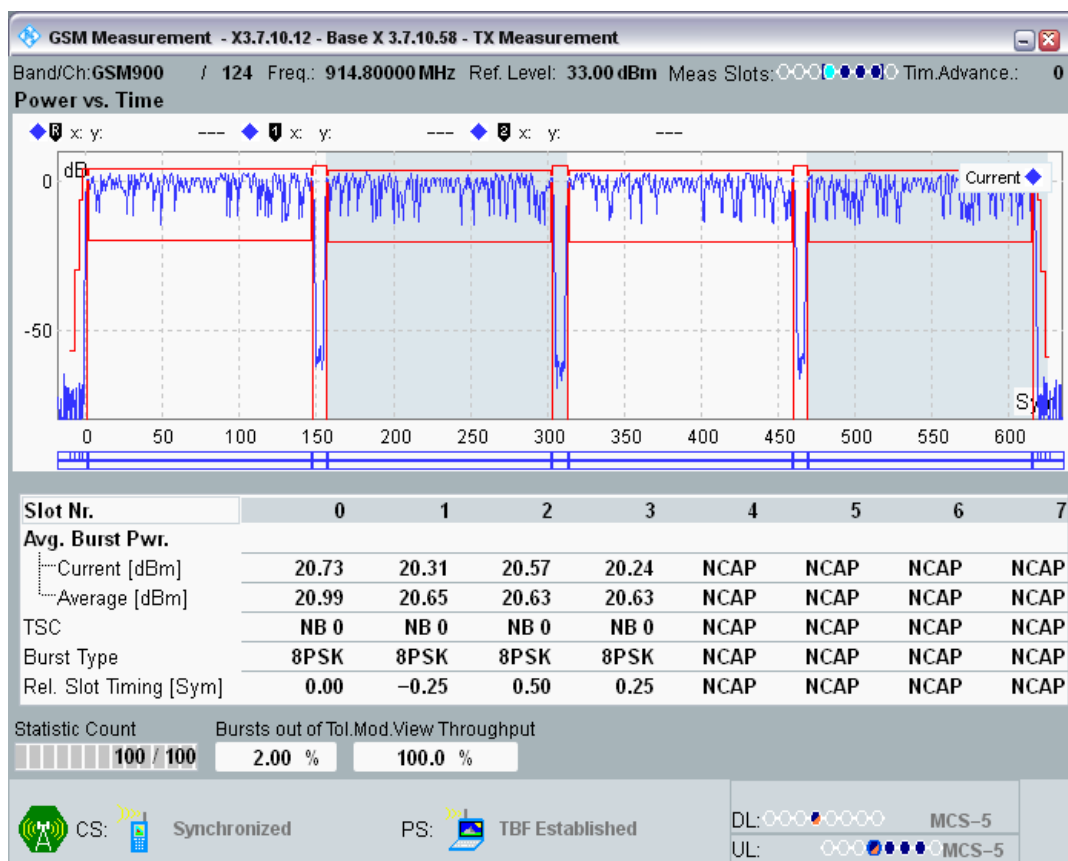 GSM Measurement - X3.7.10.12 - Base X 3.7.10.58 - TX Measurement
Band/Ch:GSM900 / 124 Freq.: 914.80000 MHz Ref. Level: 33.00 dBm Meas Slots: Tim.Advance.: 0
Power vs. Time
R x: y: --- 1 x: y: --- 2 x: y: ---
dB
Current
0
-50
0 50 100 150 200 250 300 350 400 450 500 550 600
Slot Nr. 0 1 2 3 4 5 6 7
Avg. Burst Pwr.
Current [dBm] 20.73 20.31 20.57 20.24 NCAP NCAP NCAP NCAP
Average [dBm] 20.99 20.65 20.63 20.63 NCAP NCAP NCAP NCAP
TSC NB 0 NB 0 NB 0 NB 0 NCAP NCAP NCAP NCAP
Burst Type 8PSK 8PSK 8PSK 8PSK NCAP NCAP NCAP NCAP
Rel. Slot Timing [Sym] 0.00 −0.25 0.50 0.25 NCAP NCAP NCAP NCAP
Statistic Count Bursts out of Tol.Mod.View Throughput
100 / 100 2.00 % 100.0 %
CS: Synchronized PS: TBF Established
DL: MCS−5
UL: MCS−5